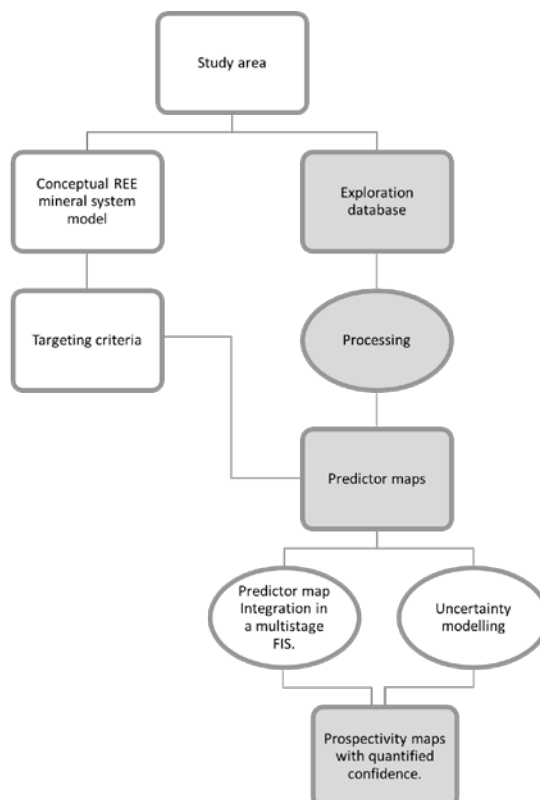 Study area
Conceptual REE
mineral system
model
Exploration
database
Targeting criteria
Processing
Predictor maps
Predictor map
Integration in
a multistage
FIS.
Uncertainty
modelling
Prospectivity maps
with quantified
confidence.